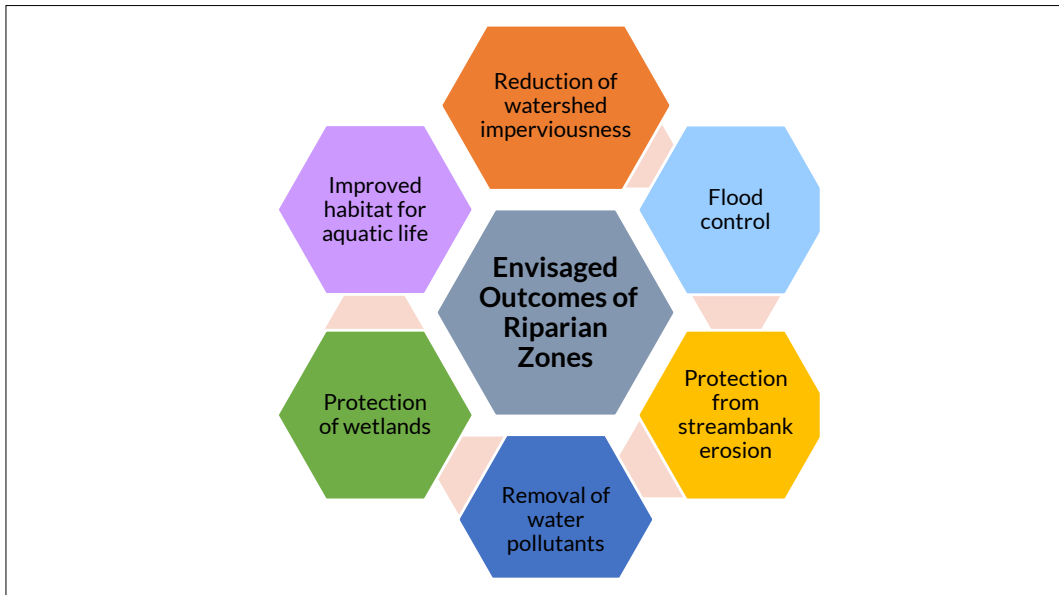 Reduction of
watershed
imperviousness
Improved
habitat for
aquatic life
Flood
control
Envisaged
Outcomes of
Riparian
Zones
Protection
of wetlands
Protection
from
streambank
erosion
Removal of
water
pollutants